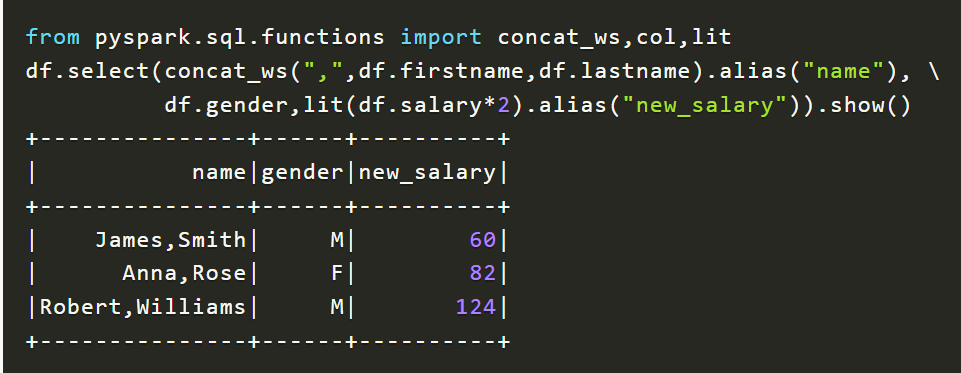 from pyspark.sql.functions import concat_ws,col,lit
df.select(concat_ws(",",df.firstname,df.lastname).alias("name"), \
          df.gender,lit(df.salary*2).alias("new_salary")).show()
+---------------+------+----------+
|           name|gender|new_salary|
+---------------+------+----------+
|    James,Smith|     M|        60|
|      Anna,Rose|     F|        82|
|Robert,Williams|     M|       124|
+---------------+------+----------+